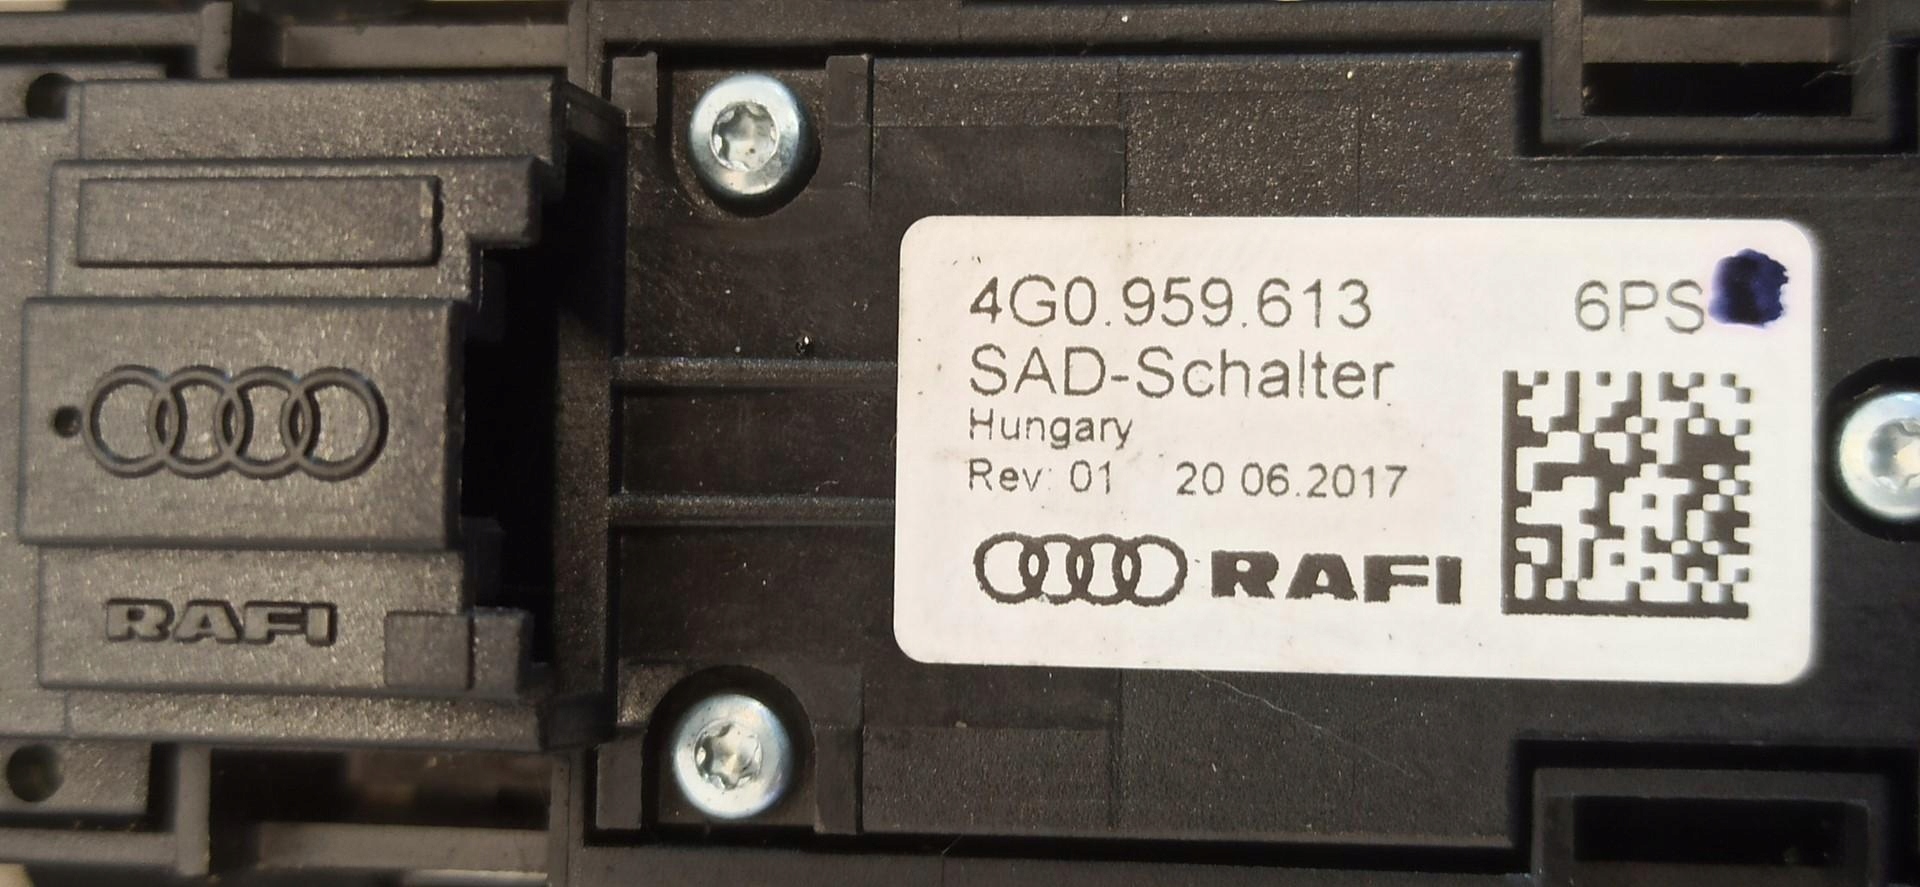 RAFI
4G0.959.613 6PS
SAD-Schalter
Hungary
Rev: 01 20 06.2017
RAFI